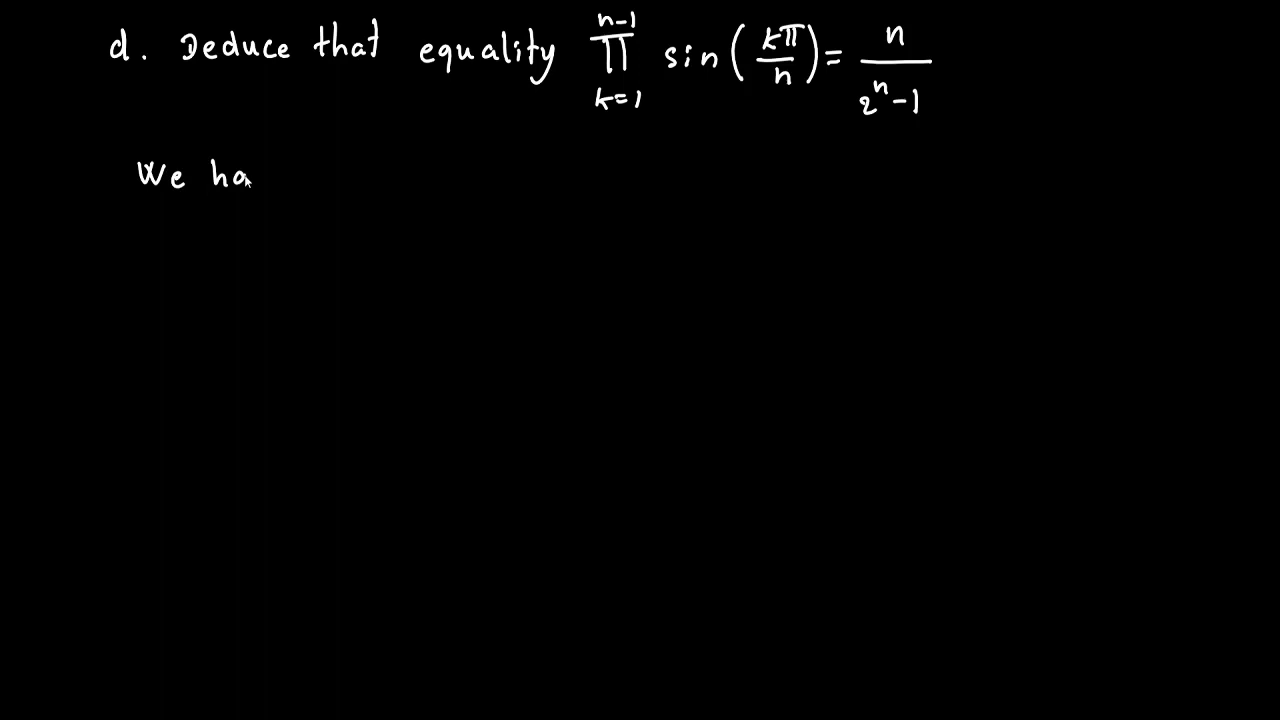 d. Deduce that equality ∏_{k=1}^{n-1} sin(kπ/n) = n/(2^n - 1)
We ha